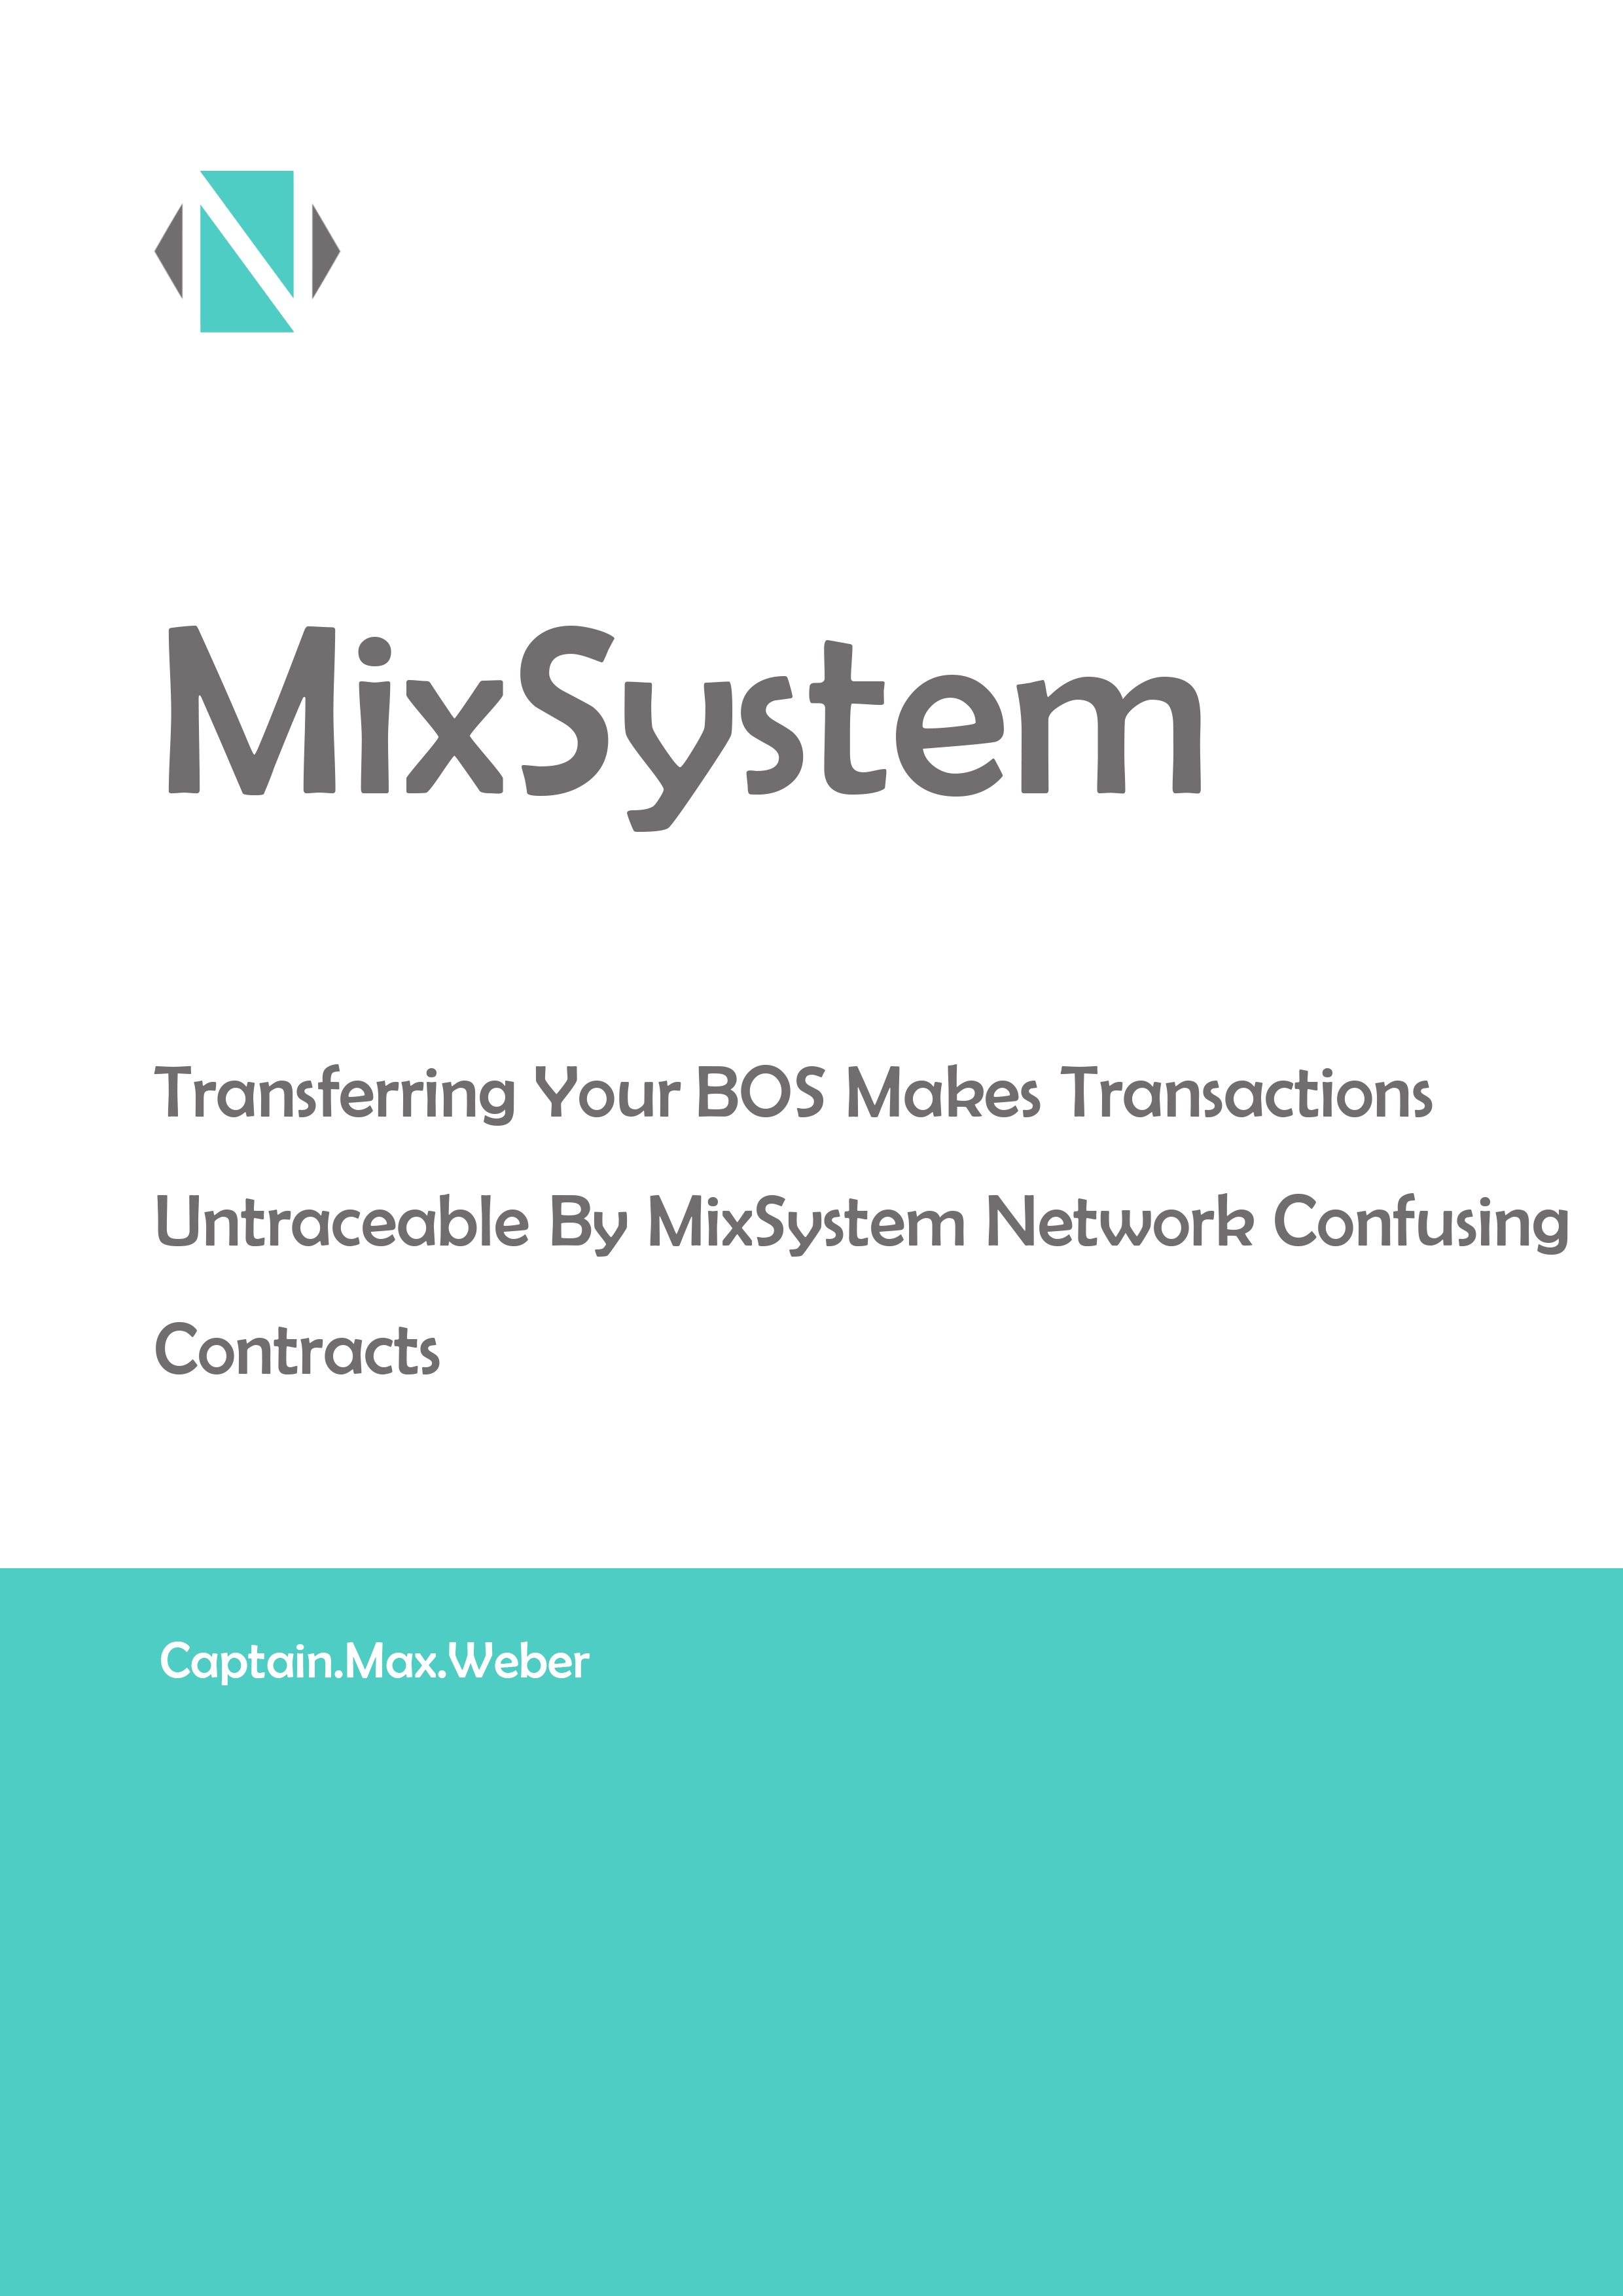 MixSystem
Transferring Your BOS Makes Transactions
Untraceable By MixSystem Network Confusing
Contracts
Captain.Max.Weber